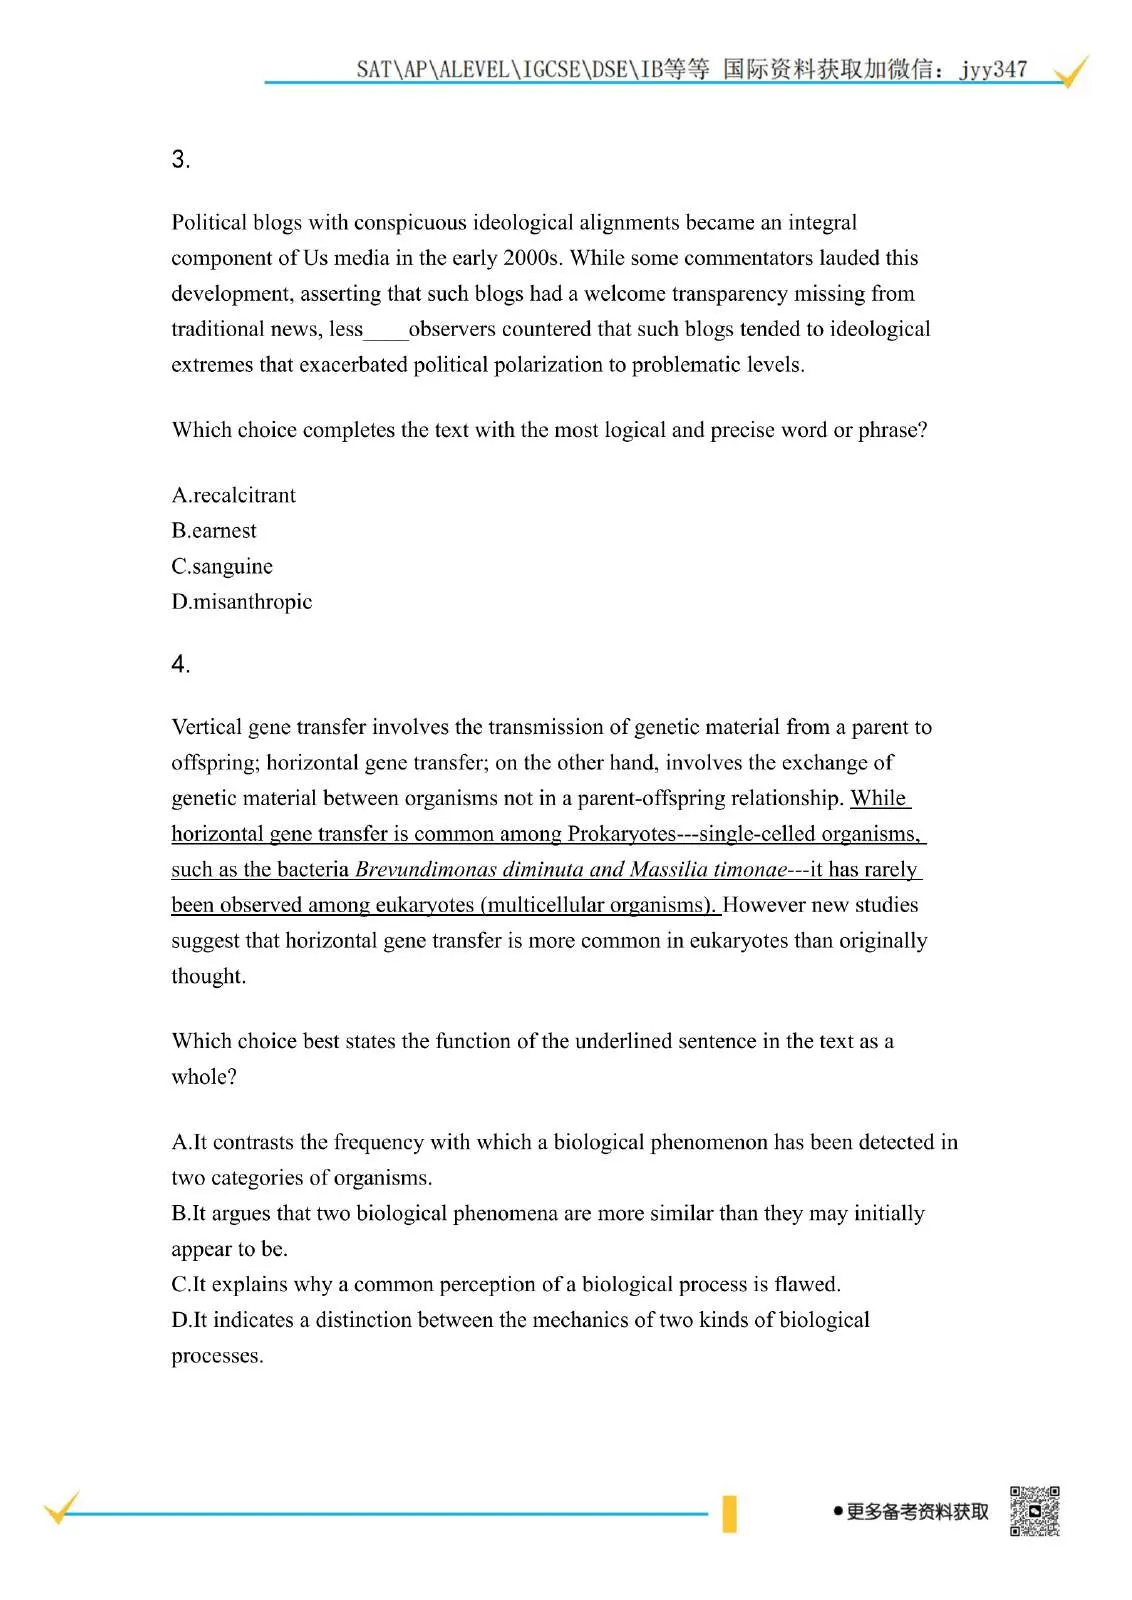 SAT\AP\ALEVEL\IGCSE\DSE\IB等等 国际资料获取加微信：jyy347
3.
Political blogs with conspicuous ideological alignments became an integral
component of Us media in the early 2000s. While some commentators lauded this
development, asserting that such blogs had a welcome transparency missing from
traditional news, less____observers countered that such blogs tended to ideological
extremes that exacerbated political polarization to problematic levels.
Which choice completes the text with the most logical and precise word or phrase?
A.recalcitrant
B.earnest
C.sanguine
D.misanthropic
4.
Vertical gene transfer involves the transmission of genetic material from a parent to
offspring; horizontal gene transfer; on the other hand, involves the exchange of
genetic material between organisms not in a parent-offspring relationship. While
horizontal gene transfer is common among Prokaryotes---single-celled organisms,
such as the bacteria Brevundimonas diminuta and Massilia timonae---it has rarely
been observed among eukaryotes (multicellular organisms). However new studies
suggest that horizontal gene transfer is more common in eukaryotes than originally
thought.
Which choice best states the function of the underlined sentence in the text as a
whole?
A.It contrasts the frequency with which a biological phenomenon has been detected in
two categories of organisms.
B.It argues that two biological phenomena are more similar than they may initially
appear to be.
C.It explains why a common perception of a biological process is flawed.
D.It indicates a distinction between the mechanics of two kinds of biological
processes.
●更多备考资料获取